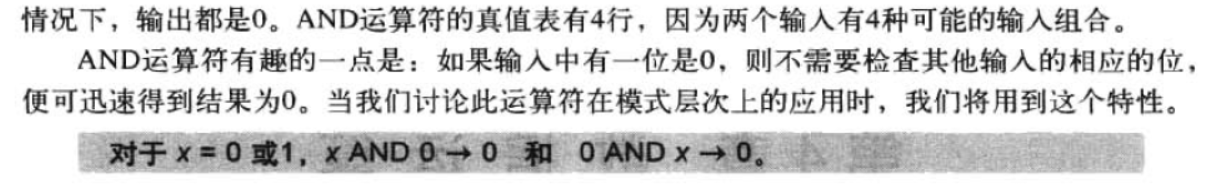 情况下，输出都是0。AND运算符的真值表有4行，因为两个输入有4种可能的输入组合。
AND运算符有趣的一点是：如果输入中有一位是0，则不需要检查其他输入的相应的位，
便可迅速得到结果为0。当我们讨论此运算符在模式层次上的应用时，我们将用到这个特性。
对于 x = 0 或1，x AND 0 → 0 和 0 AND x → 0。